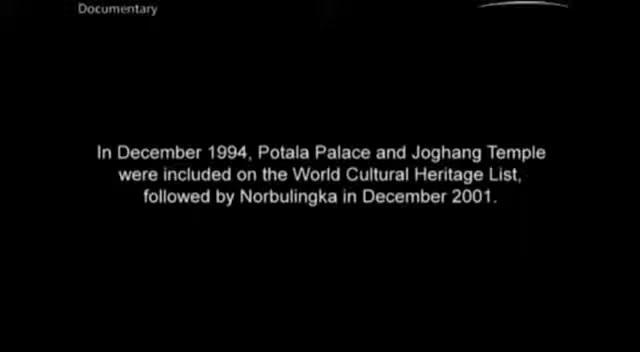 Documentary
In December 1994, Potala Palace and Joghang Temple
were included on the World Cultural Heritage List,
followed by Norbulingka in December 2001.